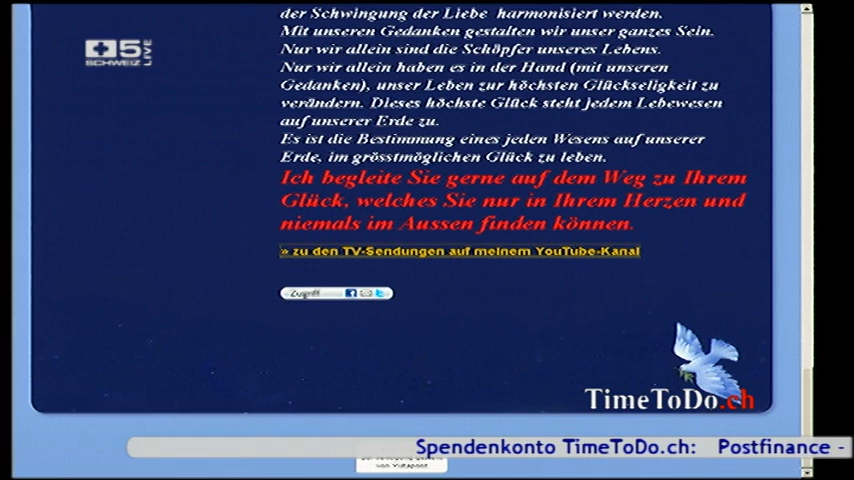 der Schwingung der Liebe harmonisiert werden.
Mit unseren Gedanken gestalten wir unser ganzes Sein.
Nur wir allein sind die Schöpfer unseres Lebens.
Nur wir allein haben es in der Hand (mit unseren
Gedanken), unser Leben zur höchsten Glückseligkeit zu
verändern. Dieses höchste Glück steht jedem Lebewesen
auf unserer Erde zu.
Es ist die Bestimmung eines jeden Wesens auf unserer
Erde, im grösstmöglichen Glück zu leben.
Ich begleite Sie gerne auf dem Weg zu Ihrem
Glück, welches Sie nur in Ihrem Herzen und
niemals im Aussen finden können.
» zu den TV-Sendungen auf meinem YouTube-Kanal
Zugriff
5
SCHWEIZ
LIVE
TimeToDo.ch
Spendenkonto TimeToDo.ch: Postfinance -